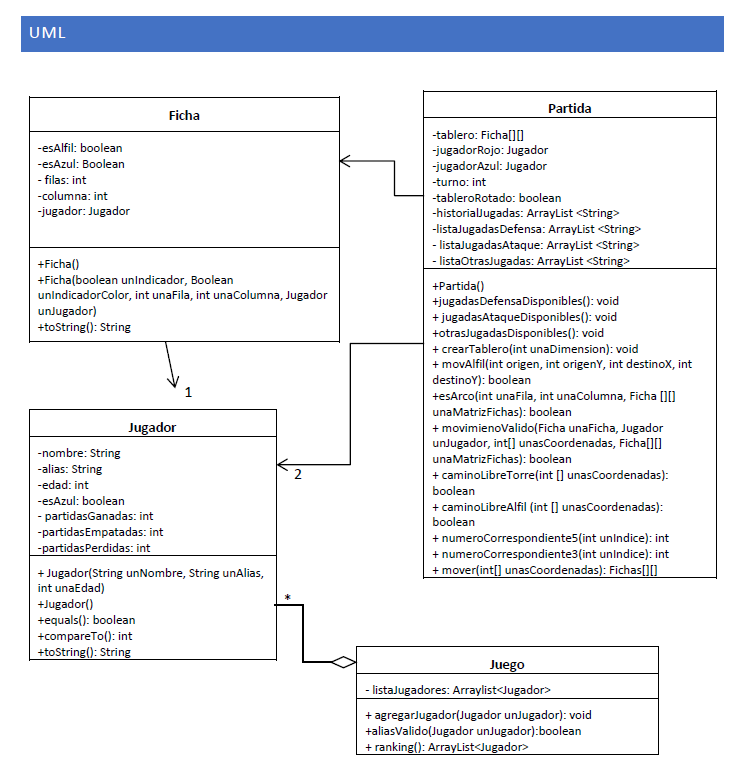 UML
Ficha
-esAlfil: boolean
-esAzul: Boolean
- filas: int
-columna: int
-jugador: Jugador
+Ficha()
+Ficha(boolean unIndicador, Boolean
unIndicadorColor, int unaFila, int unaColumna, Jugador
unJugador)
+toString(): String
Partida
-tablero: Ficha[][]
-jugadorRojo: Jugador
-jugadorAzul: Jugador
-turno: int
-tableroRotado: boolean
-historialJugadas: ArrayList <String>
-listaJugadasDefensa: ArrayList <String>
- listaJugadasAtaque: ArrayList <String>
- listaOtrasJugadas: ArrayList <String>
+Partida()
+jugadasDefensaDisponibles(): void
+ jugadasAtaqueDisponibles(): void
+otrasJugadasDisponibles(): void
+ crearTablero(int unaDimension): void
+ movAlfil(int origen, int origenY, int destinoX, int
destinoY): boolean
+esArco(int unaFila, int unaColumna, Ficha [][]
unaMatrizFichas): boolean
+ movimienoValido(Ficha unaFicha, Jugador
unJugador, int[] unasCoordenadas, Ficha[][]
unaMatrizFichas): boolean
+ caminoLibreTorre(int [] unasCoordenadas):
boolean
+ caminoLibreAlfil (int [] unasCoordenadas):
boolean
+ numeroCorrespondiente5(int unIndice): int
+ numeroCorrespondiente3(int unIndice): int
+ mover(int[] unasCoordenadas): Fichas[][]
1
2
Jugador
-nombre: String
-alias: String
-edad: int
-esAzul: boolean
- partidasGanadas: int
-partidasEmpatadas: int
-partidasPerdidas: int
+ Jugador(String unNombre, String unAlias,
int unaEdad)
+Jugador()
+equals(): boolean
+compareTo(): int
+toString(): String
*
Juego
- listaJugadores: Arraylist<Jugador>
+ agregarJugador(Jugador unJugador): void
+aliasValido(Jugador unJugador):boolean
+ ranking(): ArrayList<Jugador>